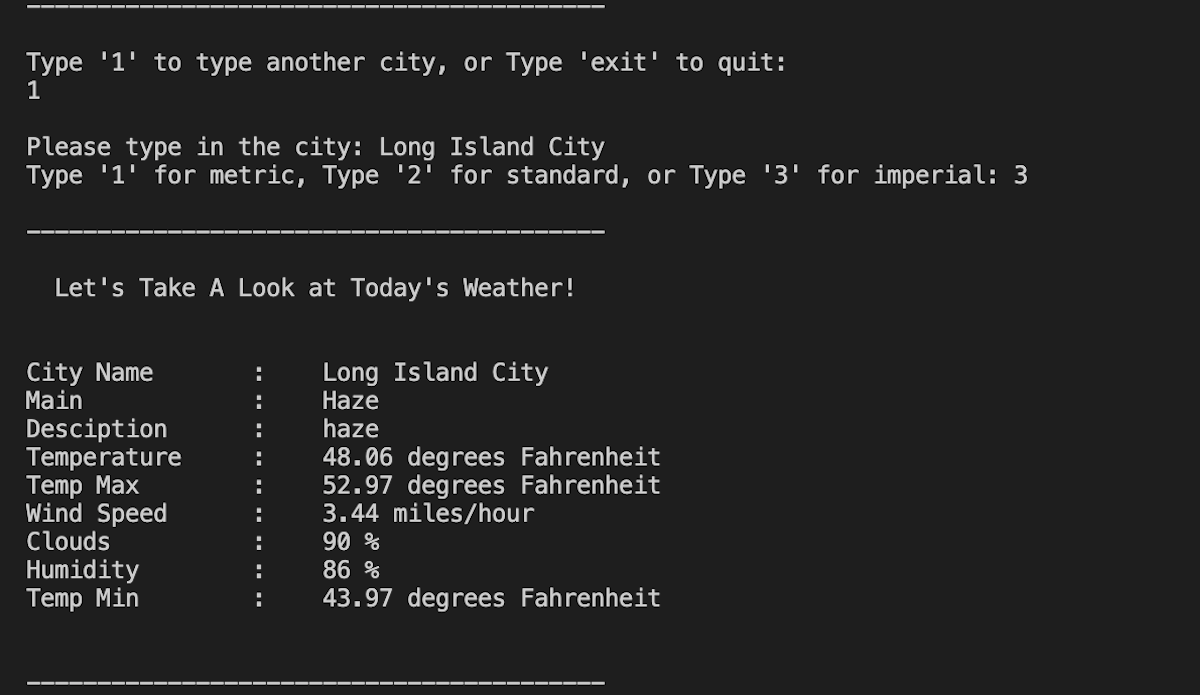 _________________________________________
Type '1' to type another city, or Type 'exit' to quit:
1
Please type in the city: Long Island City
Type '1' for metric, Type '2' for standard, or Type '3' for imperial: 3
_________________________________________
Let's Take A Look at Today's Weather!
City Name : Long Island City
Main : Haze
Desciption : haze
Temperature : 48.06 degrees Fahrenheit
Temp Max : 52.97 degrees Fahrenheit
Wind Speed : 3.44 miles/hour
Clouds : 90 %
Humidity : 86 %
Temp Min : 43.97 degrees Fahrenheit
_________________________________________